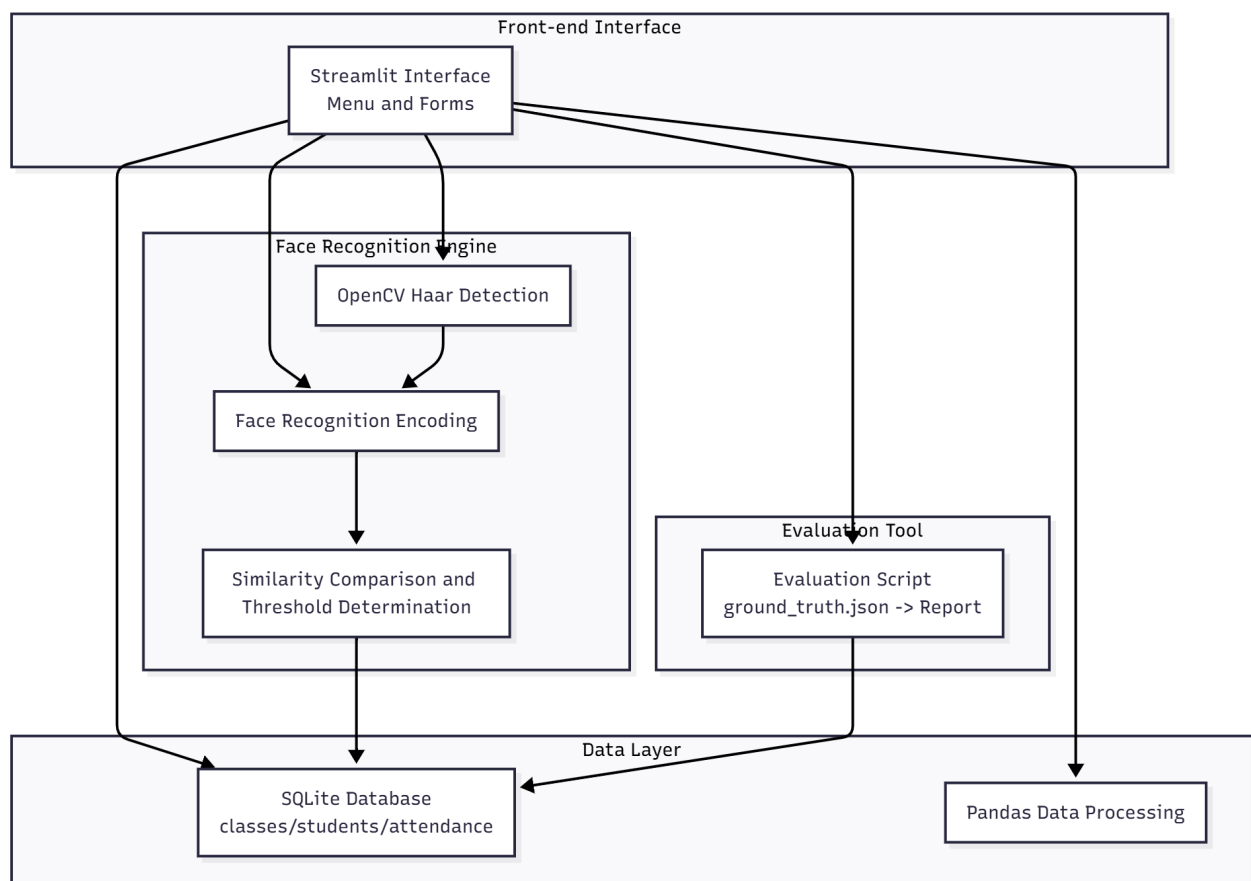 Front-end Interface
Streamlit Interface
Menu and Forms
Face Recognition Engine
OpenCV Haar Detection
Face Recognition Encoding
Similarity Comparison and
Threshold Determination
Evaluation Tool
Evaluation Script
ground_truth.json -> Report
Data Layer
SQLite Database
classes/students/attendance
Pandas Data Processing